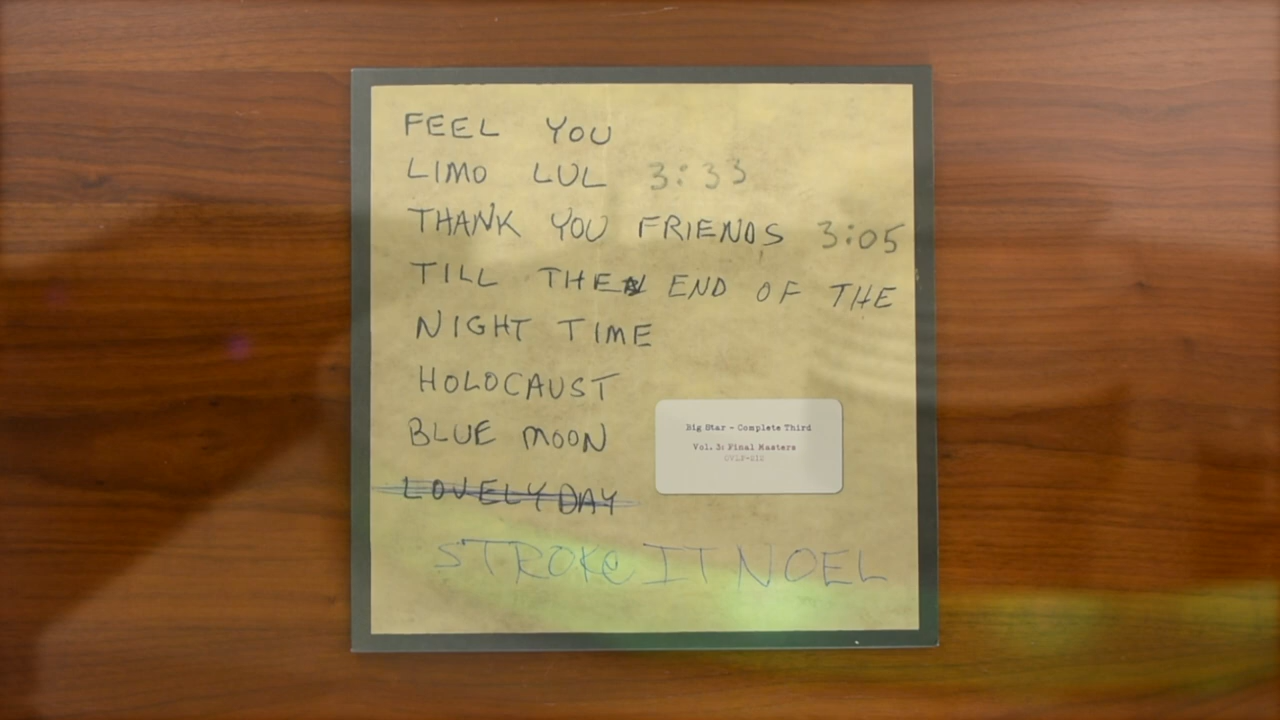 FEEL YOU
LIMO LUL 3:33
THANK YOU FRIENDS 3:05
TILL THE END OF THE
NIGHT TIME
HOLOCAUST
BLUE MOON
LOVELY DAY
STROKe IT NOEL
Big Star - Complete Third
Vol. 3: Final Masters